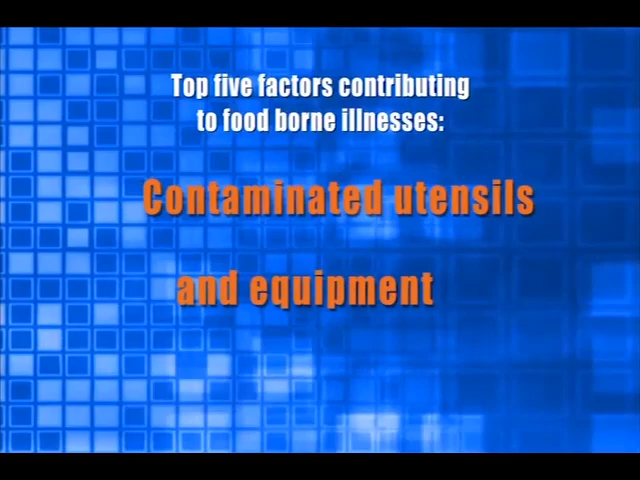 Top five factors contributing
to food borne illnesses:
Contaminated utensils
and equipment